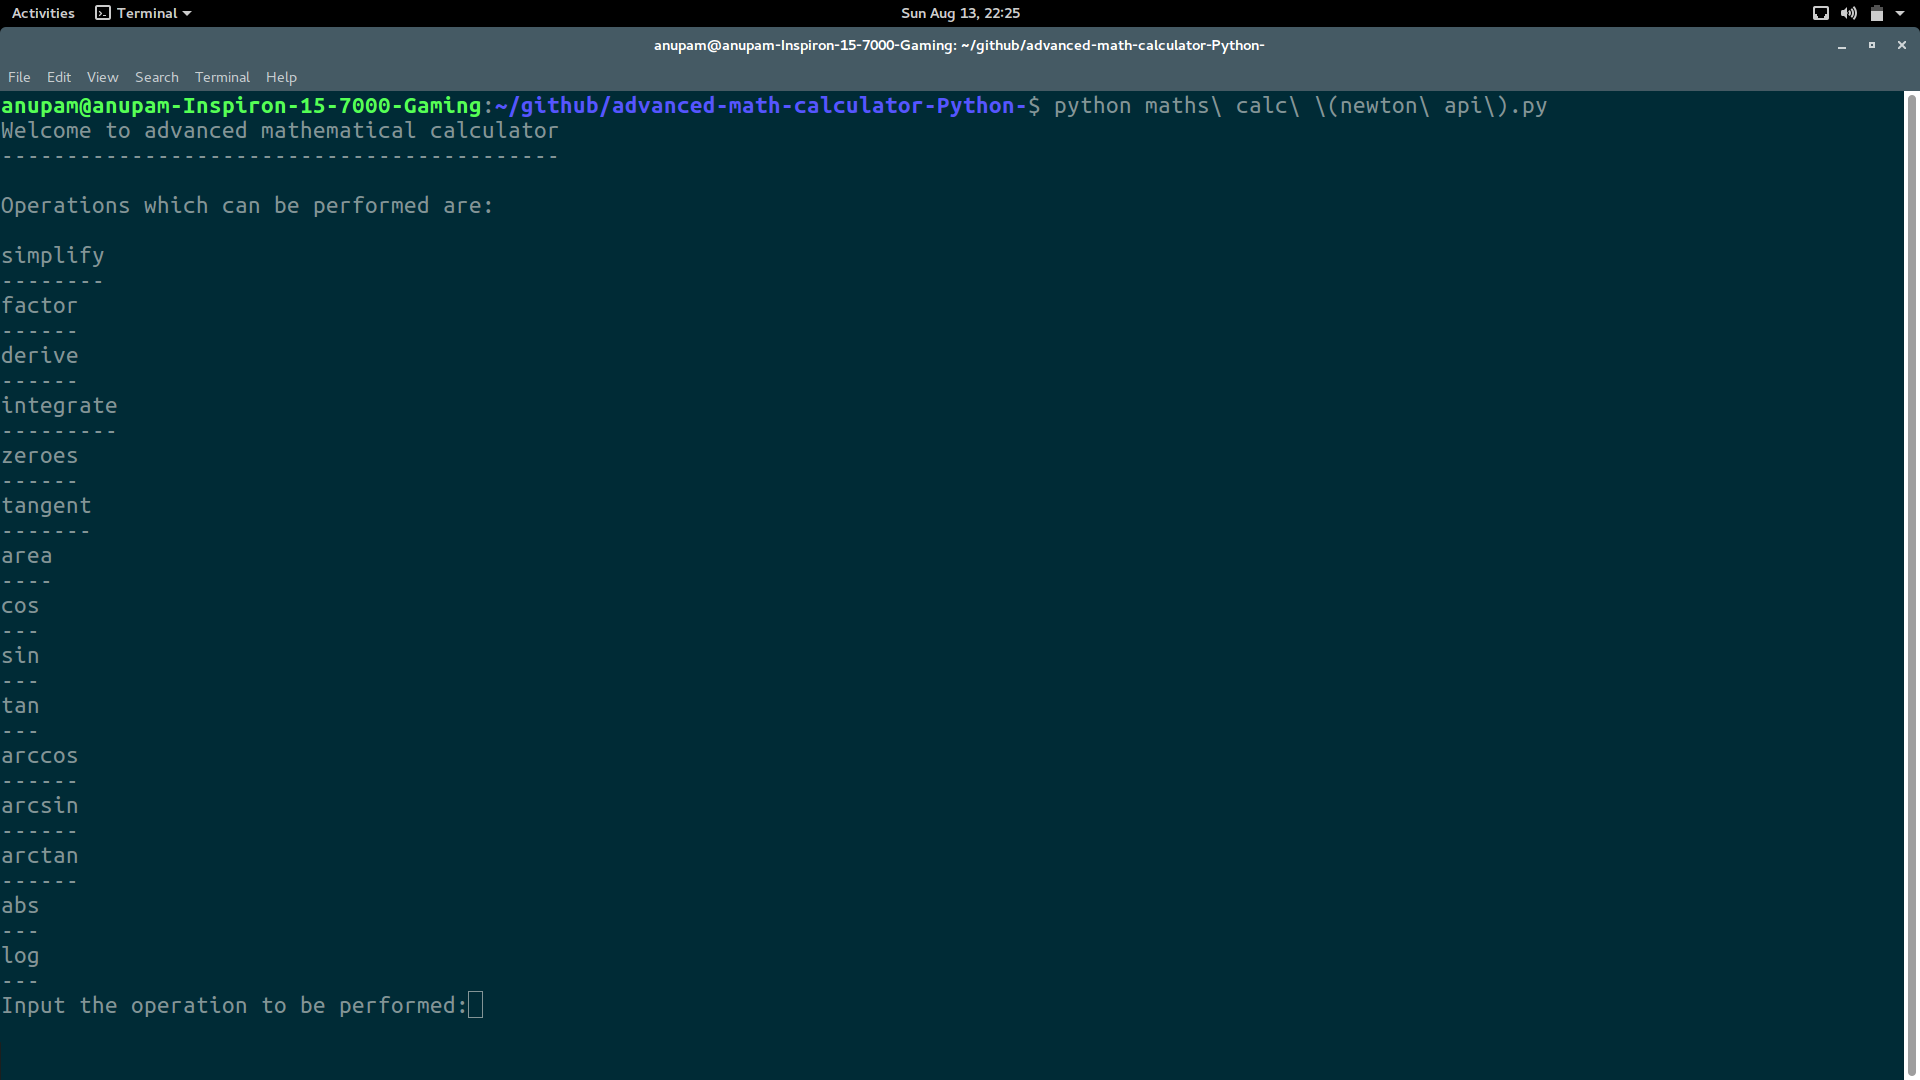 Activities Terminal Sun Aug 13, 22:25
anupam@anupam-Inspiron-15-7000-Gaming: ~/github/advanced-math-calculator-Python-
File Edit View Search Terminal Help
anupam@anupam-Inspiron-15-7000-Gaming:~/github/advanced-math-calculator-Python-$ python maths\ calc\ \(newton\ api\).py
Welcome to advanced mathematical calculator
-------------------------------------------
Operations which can be performed are:
simplify
--------
factor
------
derive
------
integrate
---------
zeroes
------
tangent
-------
area
----
cos
---
sin
---
tan
---
arccos
------
arcsin
------
arctan
------
abs
---
log
---
Input the operation to be performed: